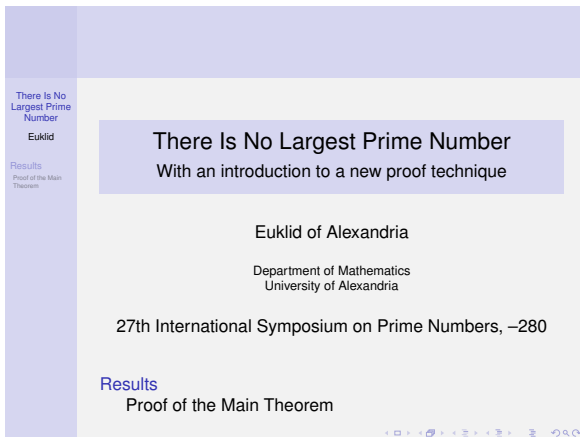 There Is No
Largest Prime
Number
Euklid
Results
Proof of the Main
Theorem
There Is No Largest Prime Number
With an introduction to a new proof technique
Euklid of Alexandria
Department of Mathematics
University of Alexandria
27th International Symposium on Prime Numbers, –280
Results
Proof of the Main Theorem